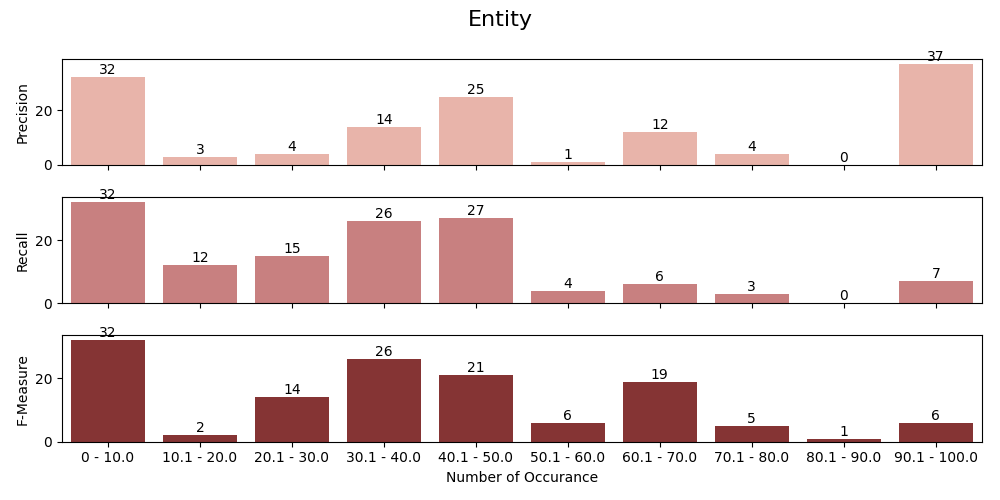 Entity
Precision
20
0
32
3
4
14
25
1
12
4
0
37
Recall
20
0
32
12
15
26
27
4
6
3
0
7
F-Measure
20
0
32
2
14
26
21
6
19
5
1
6
0 - 10.0
10.1 - 20.0
20.1 - 30.0
30.1 - 40.0
40.1 - 50.0
50.1 - 60.0
60.1 - 70.0
70.1 - 80.0
80.1 - 90.0
90.1 - 100.0
Number of Occurance